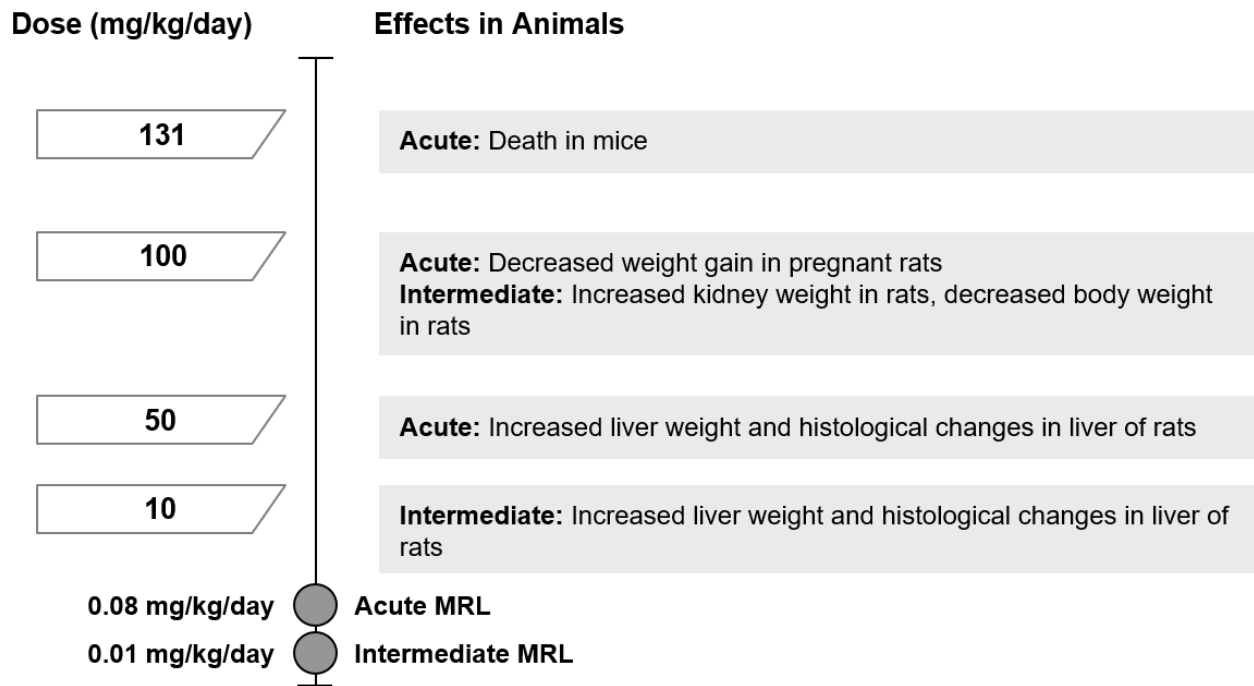 Dose (mg/kg/day) Effects in Animals
131
Acute: Death in mice
100
Acute: Decreased weight gain in pregnant rats
Intermediate: Increased kidney weight in rats, decreased body weight
in rats
50
Acute: Increased liver weight and histological changes in liver of rats
10
Intermediate: Increased liver weight and histological changes in liver of
rats
0.08 mg/kg/day Acute MRL
0.01 mg/kg/day Intermediate MRL